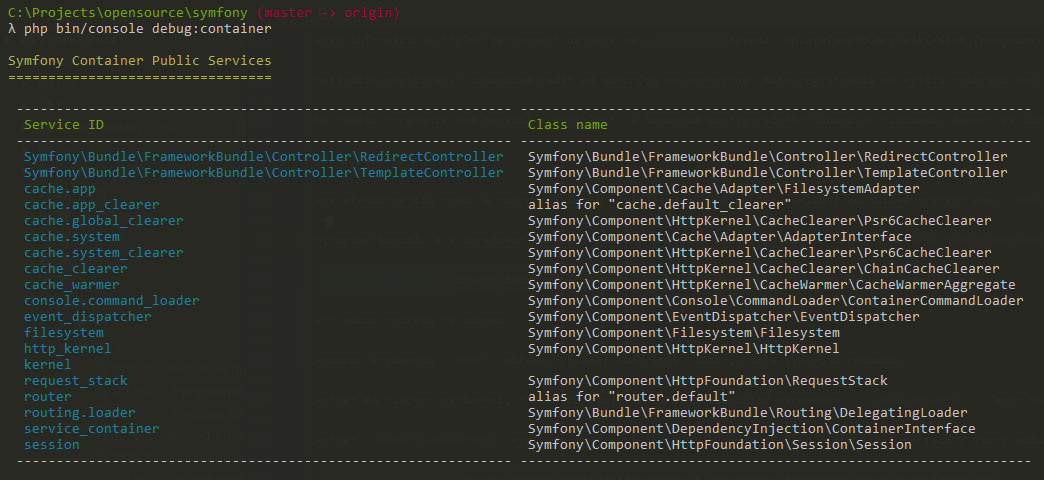 C:\Projects\opensource\symfony (master -> origin)
λ php bin/console debug:container
Symfony Container Public Services
=================================
--------------------------------------------------------------- ---------------------------------------------------------------
Service ID Class name
--------------------------------------------------------------- ---------------------------------------------------------------
Symfony\Bundle\FrameworkBundle\Controller\RedirectController Symfony\Bundle\FrameworkBundle\Controller\RedirectController
Symfony\Bundle\FrameworkBundle\Controller\TemplateController Symfony\Bundle\FrameworkBundle\Controller\TemplateController
cache.app Symfony\Component\Cache\Adapter\FilesystemAdapter
cache.app_clearer alias for "cache.default_clearer"
cache.global_clearer Symfony\Component\HttpKernel\CacheClearer\Psr6CacheClearer
cache.system Symfony\Component\Cache\Adapter\AdapterInterface
cache.system_clearer Symfony\Component\HttpKernel\CacheClearer\Psr6CacheClearer
cache_clearer Symfony\Component\HttpKernel\CacheClearer\ChainCacheClearer
cache_warmer Symfony\Component\HttpKernel\CacheWarmer\CacheWarmerAggregate
console.command_loader Symfony\Component\Console\CommandLoader\ContainerCommandLoader
event_dispatcher Symfony\Component\EventDispatcher\EventDispatcher
filesystem Symfony\Component\Filesystem\Filesystem
http_kernel Symfony\Component\HttpKernel\HttpKernel
kernel
request_stack Symfony\Component\HttpFoundation\RequestStack
router alias for "router.default"
routing.loader Symfony\Bundle\FrameworkBundle\Routing\DelegatingLoader
service_container Symfony\Component\DependencyInjection\ContainerInterface
session Symfony\Component\HttpFoundation\Session\Session
--------------------------------------------------------------- ---------------------------------------------------------------